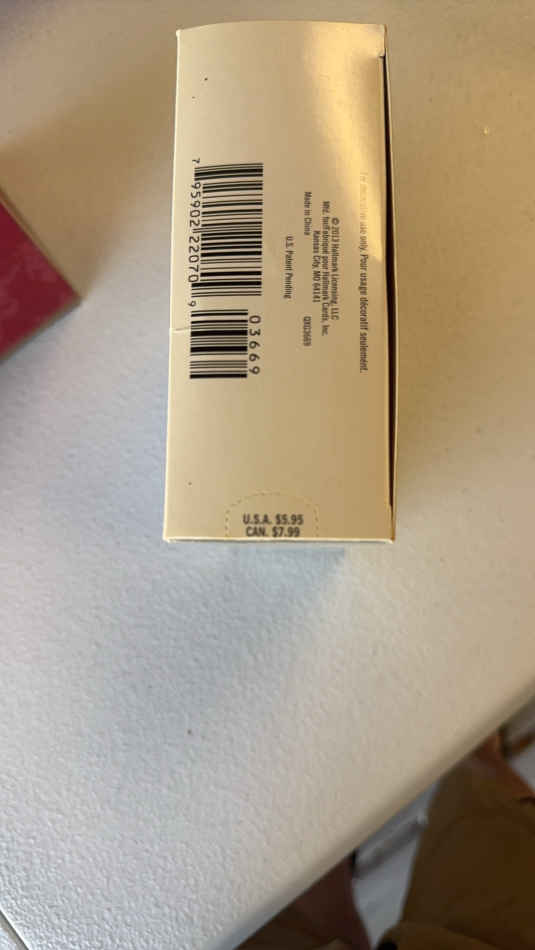 For decorative use only. Pour usage décoratif seulement.
© 2013 Hallmark Licensing, LLC
Mfd. for/Fabriqué pour Hallmark Cards, Inc.
Kansas City, MO 64141
Made in China QXG3669
U.S. Patent Pending
03669
7 95902 22070 9
U.S.A. $5.95
CAN. $7.99